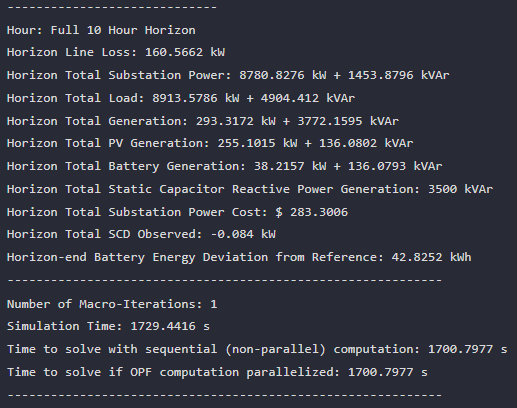 -----------------------------
Hour: Full 10 Hour Horizon
Horizon Line Loss: 160.5662 kW
Horizon Total Substation Power: 8780.8276 kW + 1453.8796 kVAr
Horizon Total Load: 8913.5786 kW + 4904.412 kVAr
Horizon Total Generation: 293.3172 kW + 3772.1595 kVAr
Horizon Total PV Generation: 255.1015 kW + 136.0802 kVAr
Horizon Total Battery Generation: 38.2157 kW + 136.0793 kVAr
Horizon Total Static Capacitor Reactive Power Generation: 3500 kVAr
Horizon Total Substation Power Cost: $ 283.3006
Horizon Total SCD Observed: -0.084 kW
Horizon-end Battery Energy Deviation from Reference: 42.8252 kWh
------------------------------------------------------------
Number of Macro-Iterations: 1
Simulation Time: 1729.4416 s
Time to solve with sequential (non-parallel) computation: 1700.7977 s
Time to solve if OPF computation parallelized: 1700.7977 s
------------------------------------------------------------